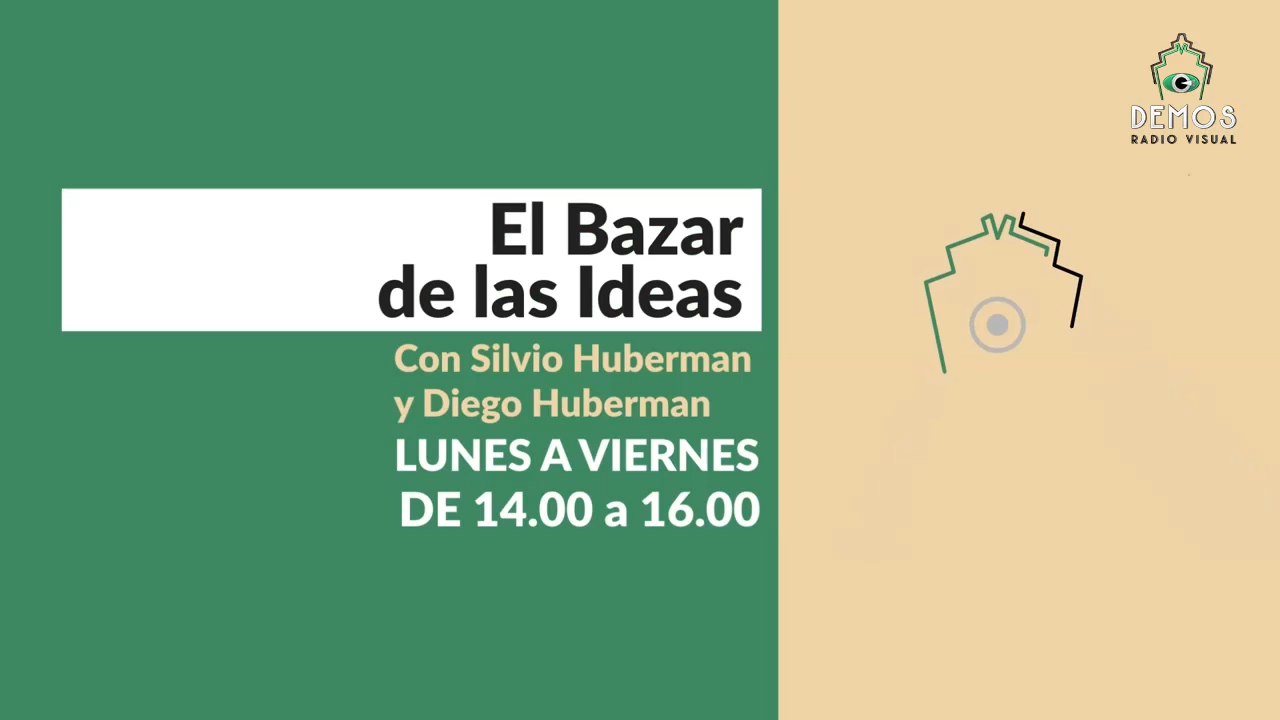 El Bazar
de las Ideas
Con Silvio Huberman
y Diego Huberman
LUNES A VIERNES
DE 14.00 a 16.00
DEMOS
RADIO VISUAL